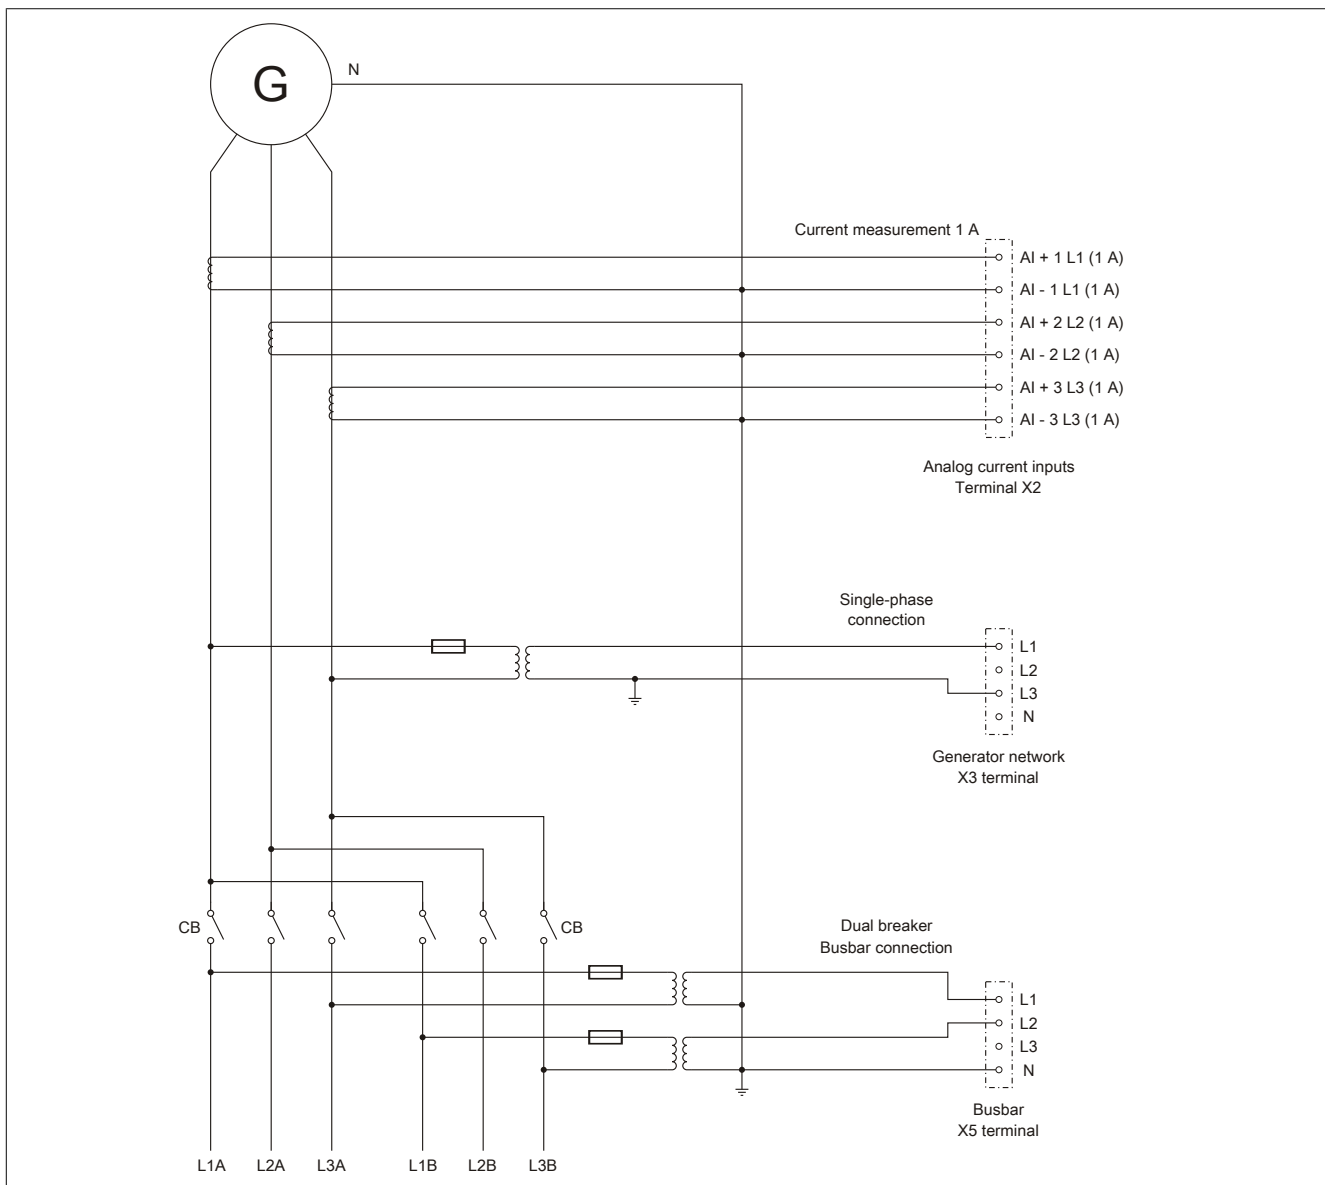 G
N
Current measurement 1 A
AI + 1 L1 (1 A)
AI - 1 L1 (1 A)
AI + 2 L2 (1 A)
AI - 2 L2 (1 A)
AI + 3 L3 (1 A)
AI - 3 L3 (1 A)
Analog current inputs
Terminal X2
Single-phase
connection
L1
L2
L3
N
Generator network
X3 terminal
CB
CB
Dual breaker
Busbar connection
L1
L2
L3
N
Busbar
X5 terminal
L1A
L2A
L3A
L1B
L2B
L3B